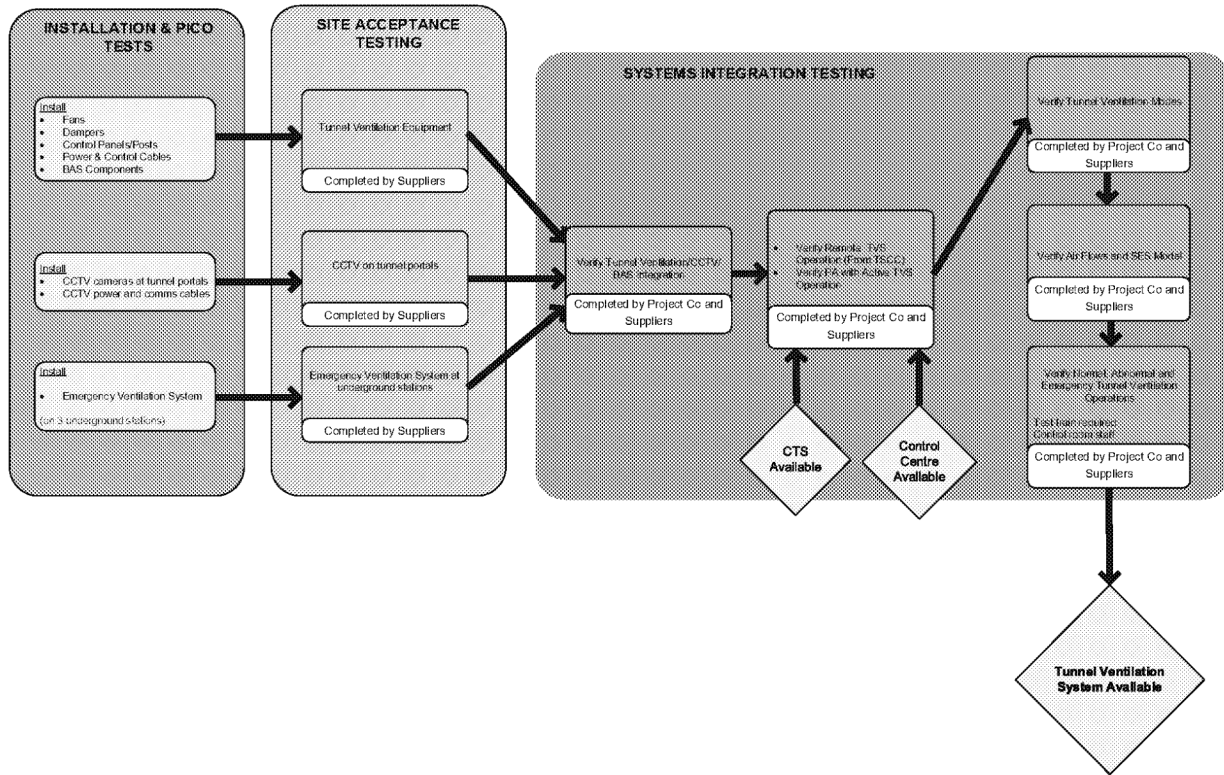 INSTALLATION & PICO
TESTS
Install
• Fans
• Dampers
• Control Panels/Posts
• Power & Control Cables
• BAS Components
Install
• CCTV cameras at tunnel portals
• CCTV power and comms cables
Install
• Emergency Ventilation System
(on 3 underground stations)
SITE ACCEPTANCE
TESTING
Tunnel Ventilation Equipment
Completed by Suppliers
CCTV on tunnel portals
Completed by Suppliers
Emergency Ventilation System at
underground stations
Completed by Suppliers
SYSTEMS INTEGRATION TESTING
Verify Tunnel Ventilation/CCTV/
BAS Integration
Completed by Project Co and
Suppliers
• Verify Remote TVS
Operation (From TSCC)
Verify PA with Active TVS
Operation
Completed by Project Co and
Suppliers
CTS
Available
Control
Centre
Available
Verify Tunnel Ventilation Modes
Completed by Project Co and
Suppliers
Verify Air Flows and SES Model
Completed by Project Co and
Suppliers
Verify Normal, Abnormal and
Emergency Tunnel Ventilation
Operations
Test train required
Control room staff
Completed by Project Co and
Suppliers
Tunnel Ventilation
System Available